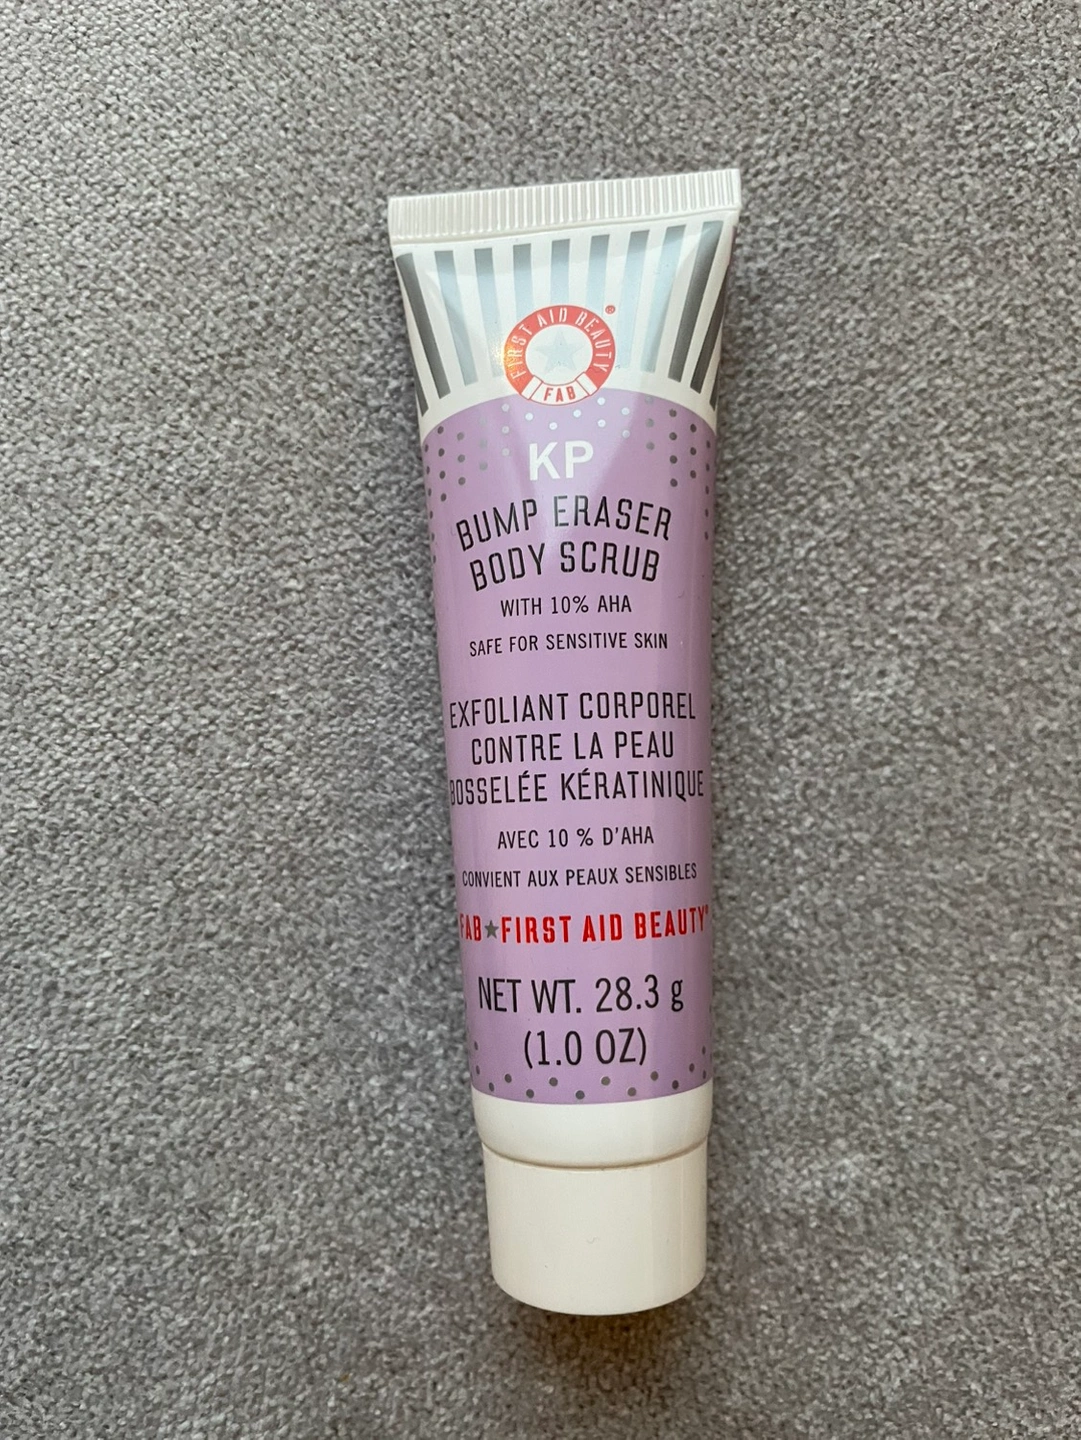 FIRST AID BEAUTY®
FAB
KP
BUMP ERASER
BODY SCRUB
WITH 10% AHA
SAFE FOR SENSITIVE SKIN
EXFOLIANT CORPOREL
CONTRE LA PEAU
BOSSELÉE KÉRATINIQUE
AVEC 10 % D'AHA
CONVIENT AUX PEAUX SENSIBLES
FAB★FIRST AID BEAUTY®
NET WT. 28.3 g
(1.0 OZ)